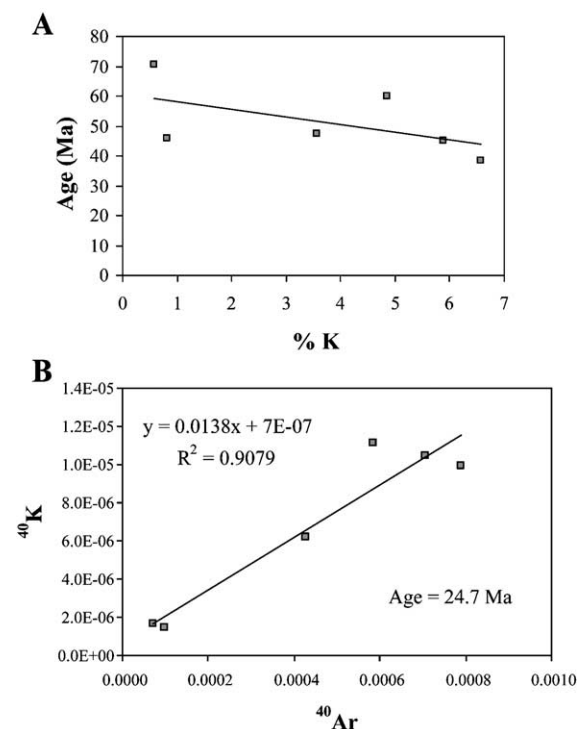 A
80
70
60
50
40
30
20
10
0
Age (Ma)
0 1 2 3 4 5 6 7
% K
B
1.4E-05
1.2E-05
1.0E-05
8.0E-06
6.0E-06
4.0E-06
2.0E-06
0.0E+00
⁴⁰K
y = 0.0138x + 7E-07
R² = 0.9079
Age = 24.7 Ma
0.0000 0.0002 0.0004 0.0006 0.0008 0.0010
⁴⁰Ar